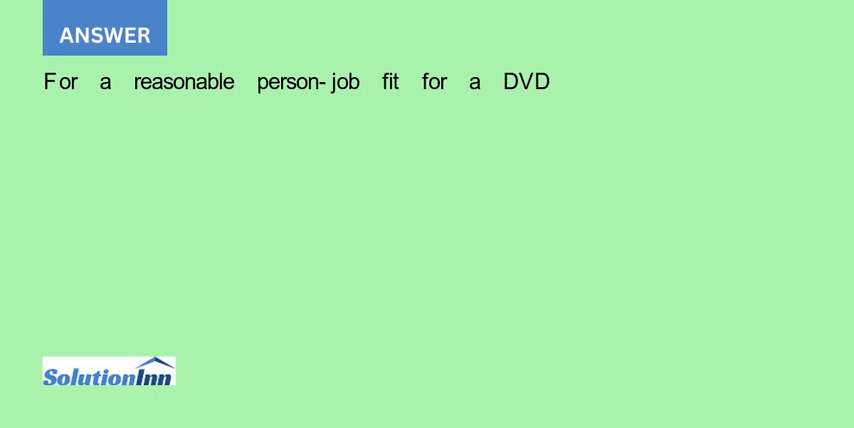 ANSWER
For a reasonable person- job fit for a DVD
SolutionInn